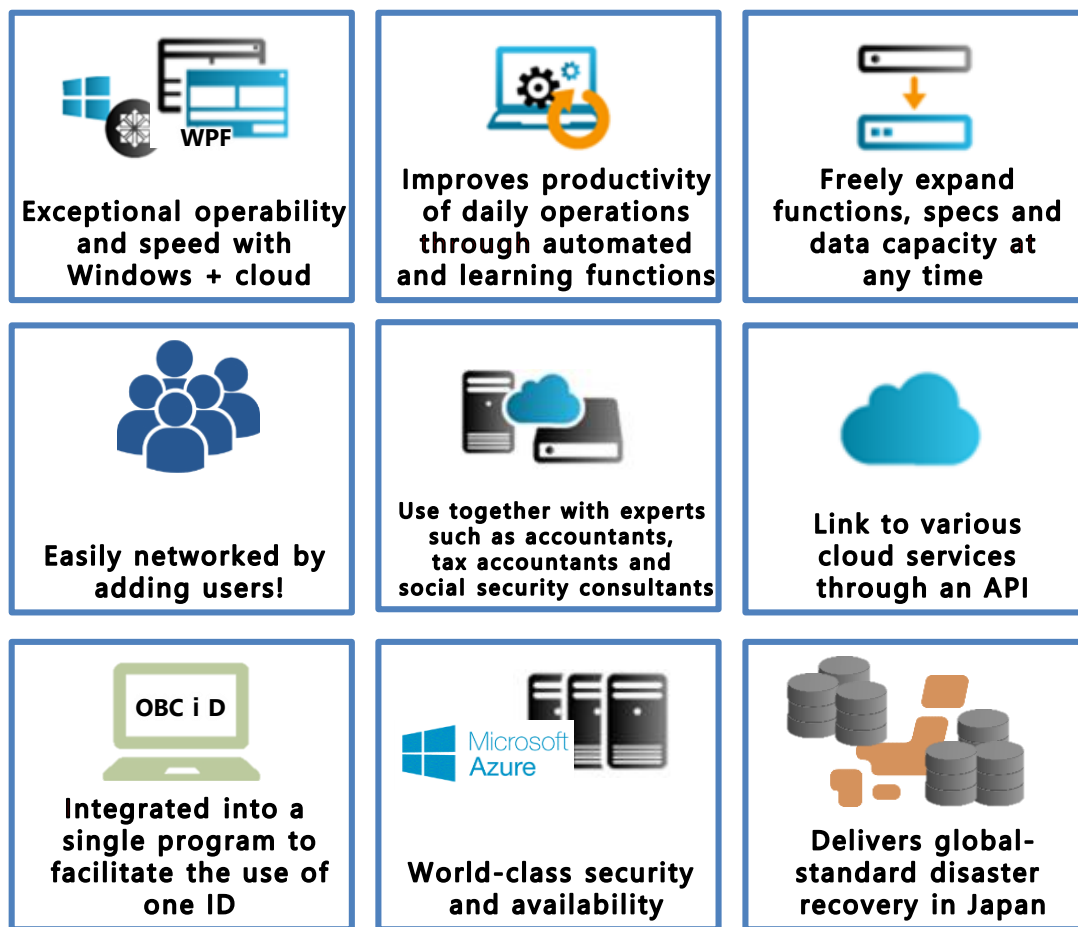 WPF
Exceptional operability
and speed with
Windows + cloud
Improves productivity
of daily operations
through automated
and learning functions
Freely expand
functions, specs and
data capacity at
any time
Easily networked by
adding users!
Use together with experts
such as accountants,
tax accountants and
social security consultants
Link to various
cloud services
through an API
OBC i D
Integrated into a
single program to
facilitate the use of
one ID
Microsoft
Azure
World-class security
and availability
Delivers global-
standard disaster
recovery in Japan